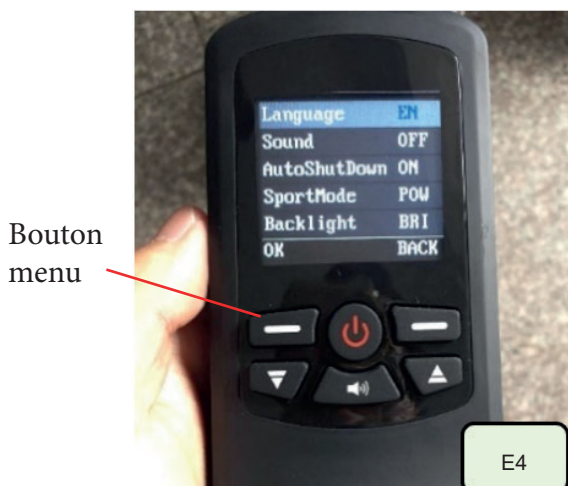 Language EN
Sound OFF
AutoShutDown ON
SportMode POW
Backlight BRI
OK BACK
Bouton
menu
E4